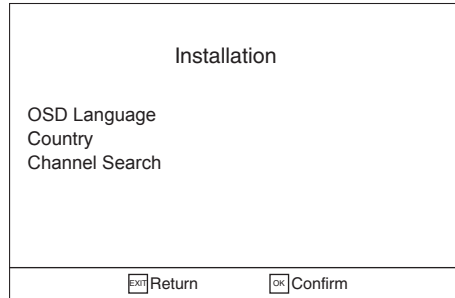 Installation
OSD Language
Country
Channel Search
EXIT Return OK Confirm